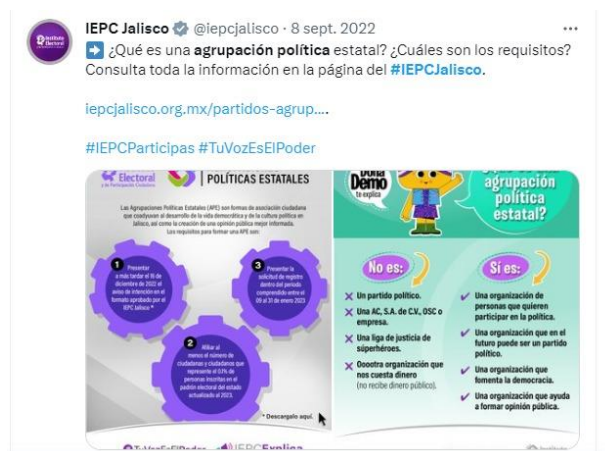 IEPC Jalisco @iepcjalisco · 8 sept. 2022
¿Qué es una agrupación política estatal? ¿Cuáles son los requisitos?
Consulta toda la información en la página del #IEPCJalisco.
iepcjalisco.org.mx/partidos-agrup….
#IEPCParticipas #TuVozEsElPoder
Electoral
y de Participación Ciudadana
POLÍTICAS ESTATALES
Las Agrupaciones Políticas Estatales (APE) son formas de asociación ciudadana
que coadyuvan al desarrollo de la vida democrática y de la cultura política en
Jalisco, así como la creación de una opinión pública mejor informada.
Los requisitos para formar una APE son:
1
Presentar
a más tardar el 16 de
diciembre de 2022 el
aviso de intención en el
formato aprobado por el
IEPC Jalisco *
2
Afiliar al
menos el número de
ciudadanas y ciudadanos que
represente el 0.1% de
personas inscritas en el
padrón electoral del estado
actualizado al 2023.
3
Presentar la
solicitud de registro
dentro del periodo
comprendido entre el
09 al 31 de enero 2023
* Descargalo aquí.
#TuVozEsElPoder
IEPCExplica
Doña
Demo
te explica
agrupación
política
estatal?
No es:
Un partido político.
Una AC, S.A. de C.V., OSC o
empresa.
Una liga de justicia de
súperhéroes.
Ooootra organización que
nos cuesta dinero
(no recibe dinero público).
Sí es:
Una organización de
personas que quieren
participar en la política.
Una organización que en el
futuro puede ser un partido
político.
Una organización que
fomenta la democracia.
Una organización que ayuda
a formar opinión pública.